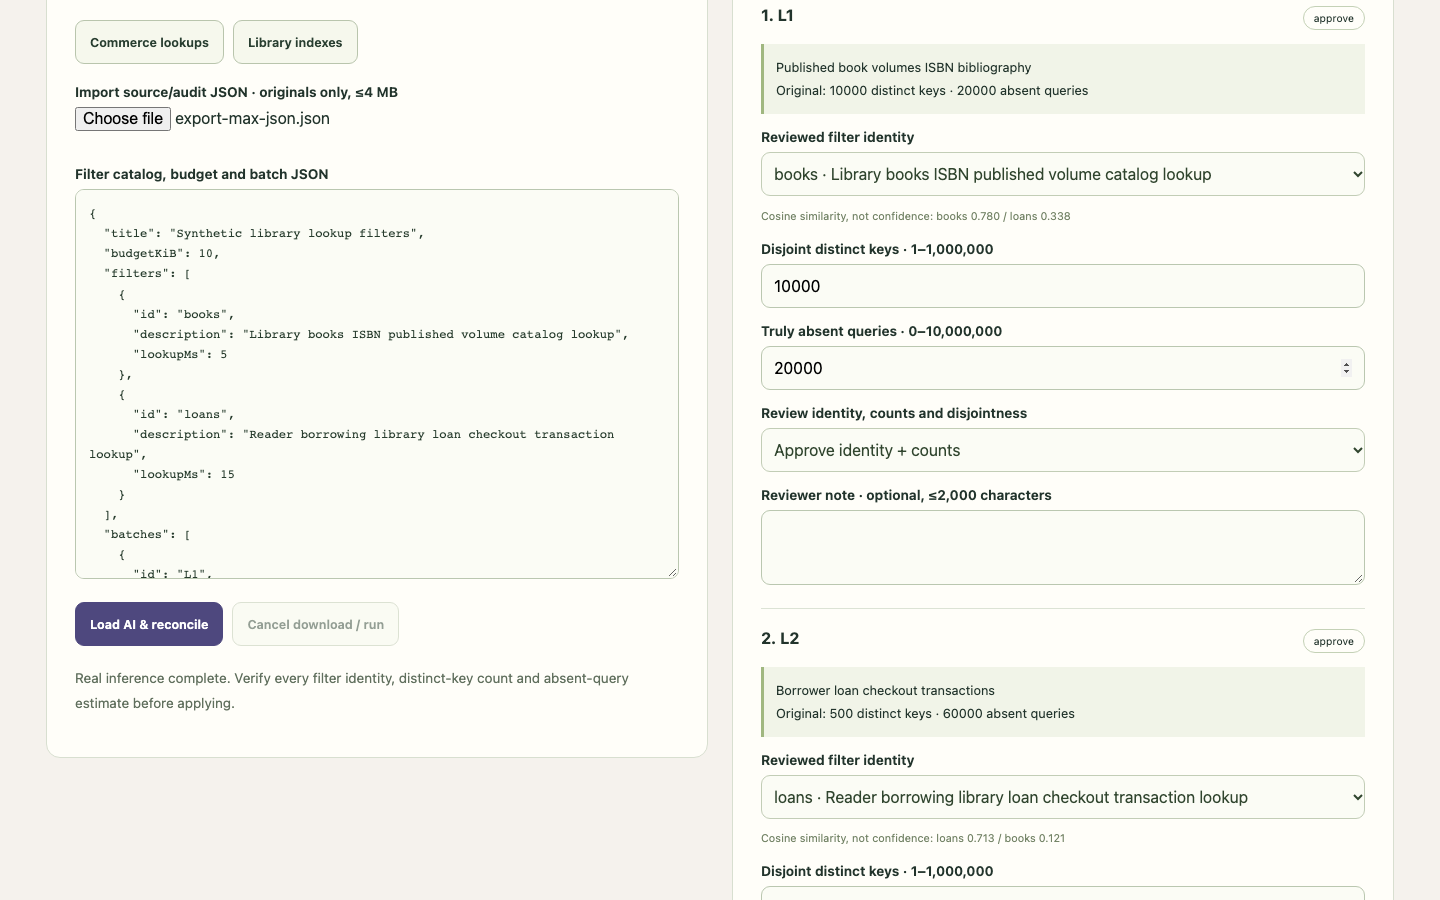 Commerce lookups
Library indexes
Import source/audit JSON · originals only, ≤4 MB
Choose file export-max-json.json
Filter catalog, budget and batch JSON
{
  "title": "Synthetic library lookup filters",
  "budgetKiB": 10,
  "filters": [
    {
      "id": "books",
      "description": "Library books ISBN published volume catalog lookup",
      "lookupMs": 5
    },
    {
      "id": "loans",
      "description": "Reader borrowing library loan checkout transaction
lookup",
      "lookupMs": 15
    }
  ],
  "batches": [
    {
      "id": "L1",
Load AI & reconcile
Cancel download / run
Real inference complete. Verify every filter identity, distinct-key count and absent-query
estimate before applying.
1. L1
approve
Published book volumes ISBN bibliography
Original: 10000 distinct keys · 20000 absent queries
Reviewed filter identity
books · Library books ISBN published volume catalog lookup
Cosine similarity, not confidence: books 0.780 / loans 0.338
Disjoint distinct keys · 1–1,000,000
10000
Truly absent queries · 0–10,000,000
20000
Review identity, counts and disjointness
Approve identity + counts
Reviewer note · optional, ≤2,000 characters
2. L2
approve
Borrower loan checkout transactions
Original: 500 distinct keys · 60000 absent queries
Reviewed filter identity
loans · Reader borrowing library loan checkout transaction lookup
Cosine similarity, not confidence: loans 0.713 / books 0.121
Disjoint distinct keys · 1–1,000,000